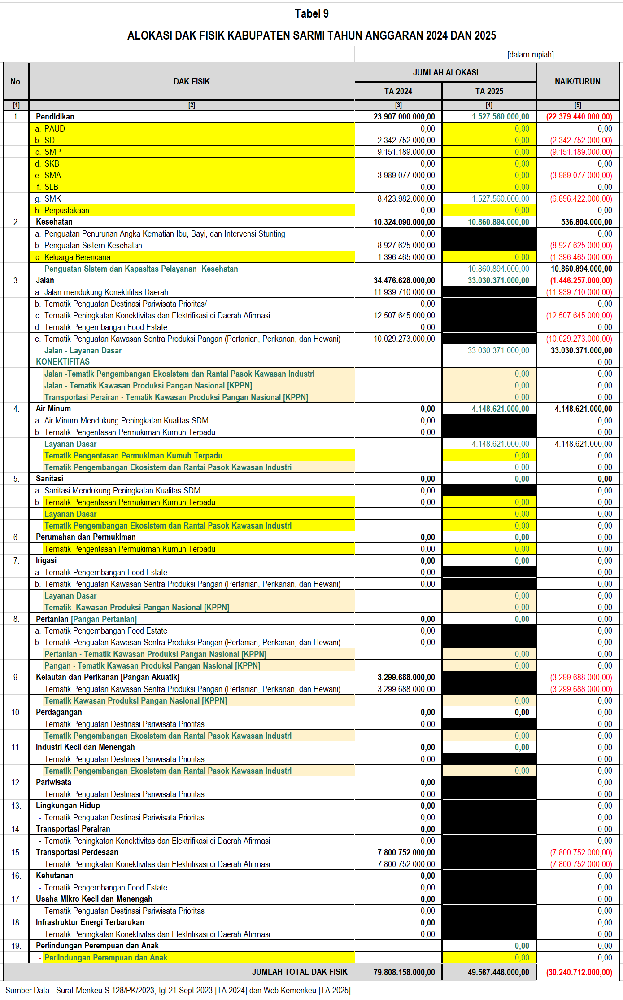 Tabel 9
ALOKASI DAK FISIK KABUPATEN SARMI TAHUN ANGGARAN 2024 DAN 2025
[dalam rupiah]
No. DAK FISIK JUMLAH ALOKASI NAIK/TURUN
TA 2024 TA 2025
[1] [2] [3] [4] [5]
1. Pendidikan 23.907.000.000,00 1.527.560.000,00 (22.379.440.000,00)
a. PAUD 0,00 0,00 0,00
b. SD 2.342.752.000,00 0,00 (2.342.752.000,00)
c. SMP 9.151.189.000,00 0,00 (9.151.189.000,00)
d. SKB 0,00 0,00 0,00
e. SMA 3.989.077.000,00 0,00 (3.989.077.000,00)
f. SLB 0,00 0,00 0,00
g. SMK 8.423.982.000,00 1.527.560.000,00 (6.896.422.000,00)
h. Perpustakaan 0,00 0,00 0,00
2. Kesehatan 10.324.090.000,00 10.860.894.000,00 536.804.000,00
a. Penguatan Penurunan Angka Kematian Ibu, Bayi, dan Intervensi Stunting 0,00 0,00
b. Penguatan Sistem Kesehatan 8.927.625.000,00 (8.927.625.000,00)
c. Keluarga Berencana 1.396.465.000,00 0,00 (1.396.465.000,00)
Penguatan Sistem dan Kapasitas Pelayanan  Kesehatan 10.860.894.000,00 10.860.894.000,00
3. Jalan 34.476.628.000,00 33.030.371.000,00 (1.446.257.000,00)
a. Jalan mendukung Konektifitas Daerah 11.939.710.000,00 (11.939.710.000,00)
b. Tematik Penguatan Destinasi Pariwisata Prioritas/ 0,00 0,00
c. Tematik Peningkatan Konektivitas dan Elektrifikasi di Daerah Afirmasi 12.507.645.000,00 (12.507.645.000,00)
d. Tematik Pengembangan Food Estate 0,00 0,00
e. Tematik Penguatan Kawasan Sentra Produksi Pangan (Pertanian, Perikanan, dan Hewani) 10.029.273.000,00 (10.029.273.000,00)
Jalan - Layanan Dasar 33.030.371.000,00 33.030.371.000,00
KONEKTIFITAS 0,00
Jalan -Tematik Pengembangan Ekosistem dan Rantai Pasok Kawasan Industri 0,00 0,00
Jalan - Tematik Kawasan Produksi Pangan Nasional [KPPN] 0,00 0,00
Transportasi Perairan - Tematik Kawasan Produksi Pangan Nasional [KPPN] 0,00 0,00
4. Air Minum 0,00 4.148.621.000,00 4.148.621.000,00
a. Air Minum Mendukung Peningkatan Kualitas SDM 0,00 0,00
b. Tematik Pengentasan Permukiman Kumuh Terpadu 0,00 0,00
Layanan Dasar 4.148.621.000,00 4.148.621.000,00
Tematik Pengentasan Permukiman Kumuh Terpadu 0,00 0,00
Tematik Pengembangan Ekosistem dan Rantai Pasok Kawasan Industri 0,00 0,00
5. Sanitasi 0,00 0,00 0,00
a. Sanitasi Mendukung Peningkatan Kualitas SDM 0,00 0,00
b. Tematik Pengentasan Permukiman Kumuh Terpadu 0,00 0,00 0,00
Layanan Dasar 0,00 0,00
Tematik Pengembangan Ekosistem dan Rantai Pasok Kawasan Industri 0,00 0,00
6. Perumahan dan Permukiman 0,00 0,00 0,00
- Tematik Pengentasan Permukiman Kumuh Terpadu 0,00 0,00 0,00
7. Irigasi 0,00 0,00 0,00
a. Tematik Pengembangan Food Estate 0,00 0,00
b. Tematik Penguatan Kawasan Sentra Produksi Pangan (Pertanian, Perikanan, dan Hewani) 0,00 0,00
Layanan Dasar 0,00 0,00
Tematik  Kawasan Produksi Pangan Nasional [KPPN] 0,00 0,00
8. Pertanian [Pangan Pertanian] 0,00 0,00 0,00
a. Tematik Pengembangan Food Estate 0,00 0,00
b. Tematik Penguatan Kawasan Sentra Produksi Pangan (Pertanian, Perikanan, dan Hewani) 0,00 0,00
Pertanian - Tematik Kawasan Produksi Pangan Nasional [KPPN] 0,00 0,00
Pangan - Tematik Kawasan Produksi Pangan Nasional [KPPN] 0,00 0,00
9. Kelautan dan Perikanan [Pangan Akuatik] 3.299.688.000,00 (3.299.688.000,00)
- Tematik Penguatan Kawasan Sentra Produksi Pangan (Pertanian, Perikanan, dan Hewani) 3.299.688.000,00 (3.299.688.000,00)
Tematik Kawasan Produksi Pangan Nasional [KPPN] 0,00 0,00
10. Perdagangan 0,00 0,00 0,00
- Tematik Penguatan Destinasi Pariwisata Prioritas 0,00 0,00
Tematik Pengembangan Ekosistem dan Rantai Pasok Kawasan Industri 0,00 0,00
11. Industri Kecil dan Menengah 0,00 0,00 0,00
- Tematik Penguatan Destinasi Pariwisata Prioritas 0,00 0,00
Tematik Pengembangan Ekosistem dan Rantai Pasok Kawasan Industri 0,00 0,00
12. Pariwisata 0,00 0,00
- Tematik Penguatan Destinasi Pariwisata Prioritas 0,00 0,00
13. Lingkungan Hidup 0,00 0,00
- Tematik Penguatan Destinasi Pariwisata Prioritas 0,00 0,00
14. Transportasi Perairan 0,00 0,00
- Tematik Peningkatan Konektivitas dan Elektrifikasi di Daerah Afirmasi 0,00 0,00
15. Transportasi Perdesaan 7.800.752.000,00 (7.800.752.000,00)
- Tematik Peningkatan Konektivitas dan Elektrifikasi di Daerah Afirmasi 7.800.752.000,00 (7.800.752.000,00)
16. Kehutanan 0,00 0,00
- Tematik Pengembangan Food Estate 0,00 0,00
17. Usaha Mikro Kecil dan Menengah 0,00 0,00
- Tematik Penguatan Destinasi Pariwisata Prioritas 0,00 0,00
18. Infrastruktur Energi Terbarukan 0,00 0,00
- Tematik Peningkatan Konektivitas dan Elektrifikasi di Daerah Afirmasi 0,00 0,00
19. Perlindungan Perempuan dan Anak 0,00 0,00
- Perlindungan Perempuan dan Anak 0,00 0,00
JUMLAH TOTAL DAK FISIK 79.808.158.000,00 49.567.446.000,00 (30.240.712.000,00)
Sumber Data : Surat Menkeu S-128/PK/2023, tgl 21 Sept 2023 [TA 2024] dan Web Kemenkeu [TA 2025]